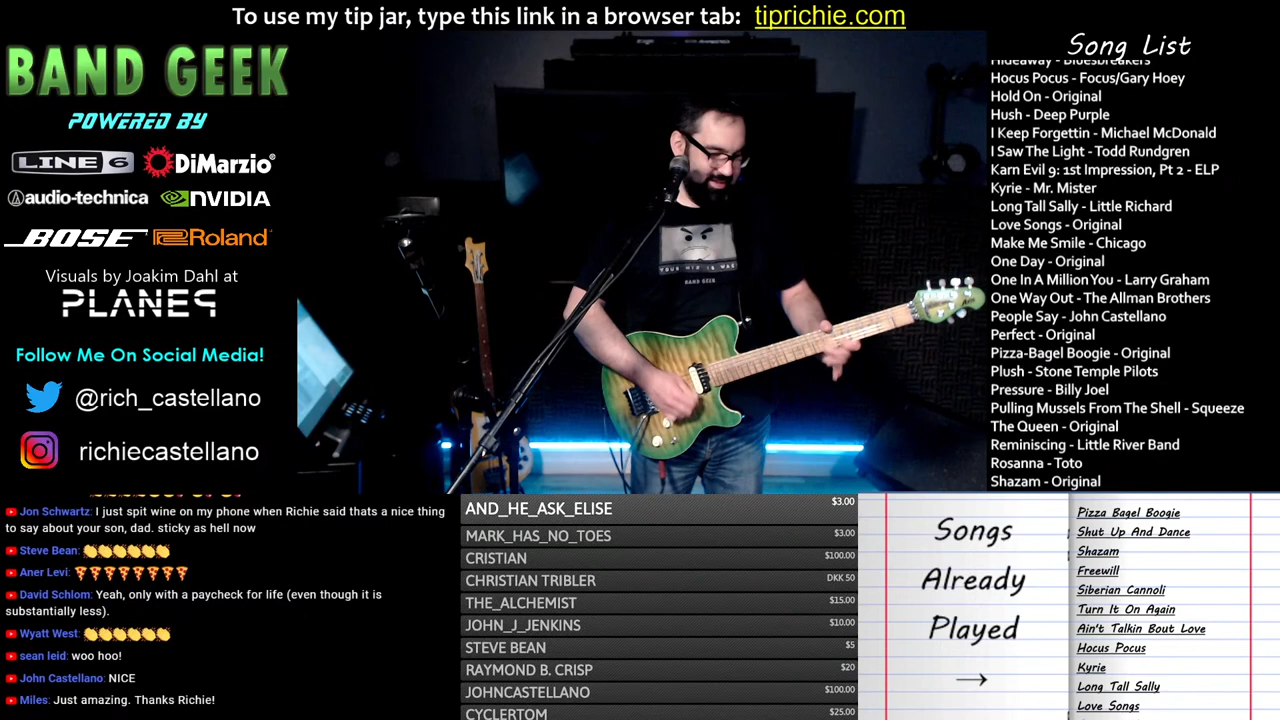 To use my tip jar, type this link in a browser tab: tiprichie.com
BAND GEEK
POWERED BY
LINE 6 DiMarzio
audio-technica NVIDIA
BOSE Roland
Visuals by Joakim Dahl at
PLANE9
Follow Me On Social Media!
@rich_castellano
richiecastellano
YOUR MIX IS WAK
BAND GEEK
Song List
Hideaway - Bluesbreakers
Hocus Pocus - Focus/Gary Hoey
Hold On - Original
Hush - Deep Purple
I Keep Forgettin - Michael McDonald
I Saw The Light - Todd Rundgren
Karn Evil 9: 1st Impression, Pt 2 - ELP
Kyrie - Mr. Mister
Long Tall Sally - Little Richard
Love Songs - Original
Make Me Smile - Chicago
One Day - Original
One In A Million You - Larry Graham
One Way Out - The Allman Brothers
People Say - John Castellano
Perfect - Original
Pizza-Bagel Boogie - Original
Plush - Stone Temple Pilots
Pressure - Billy Joel
Pulling Mussels From The Shell - Squeeze
The Queen - Original
Reminiscing - Little River Band
Rosanna - Toto
Shazam - Original
Jon Schwartz: I just spit wine on my phone when Richie said thats a nice thing
to say about your son, dad. sticky as hell now
Steve Bean: 👏👏👏👏👏👏
Aner Levi: 🍕🍕🍕🍕🍕🍕🍕🍕
David Schlom: Yeah, only with a paycheck for life (even though it is
substantially less).
Wyatt West: 👏👏👏👏👏👏
sean leid: woo hoo!
John Castellano: NICE
Miles: Just amazing. Thanks Richie!
AND_HE_ASK_ELISE $3.00
MARK_HAS_NO_TOES $3.00
CRISTIAN $100.00
CHRISTIAN TRIBLER DKK 50
THE_ALCHEMIST $15.00
JOHN_J_JENKINS $10.00
STEVE BEAN $5
RAYMOND B. CRISP $20
JOHNCASTELLANO $100.00
CYCLERTOM $25.00
Songs
Already
Played
→
Pizza Bagel Boogie
Shut Up And Dance
Shazam
Freewill
Siberian Cannoli
Turn It On Again
Ain't Talkin Bout Love
Hocus Pocus
Kyrie
Long Tall Sally
Love Songs